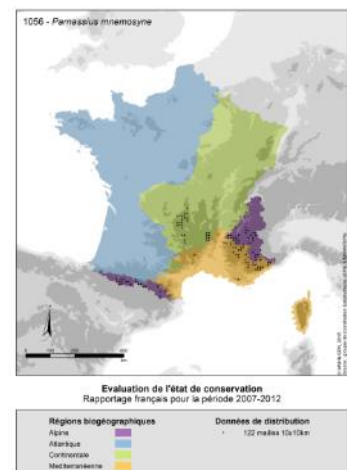 1056 - Parnassius mnemosyne
Evaluation de l'état de conservation
Rapportage français pour la période 2007-2012
Régions biogéographiques
Données de distribution
Alpine
122 mailles 10x10km
Atlantique
Continentale
Mediterranéenne